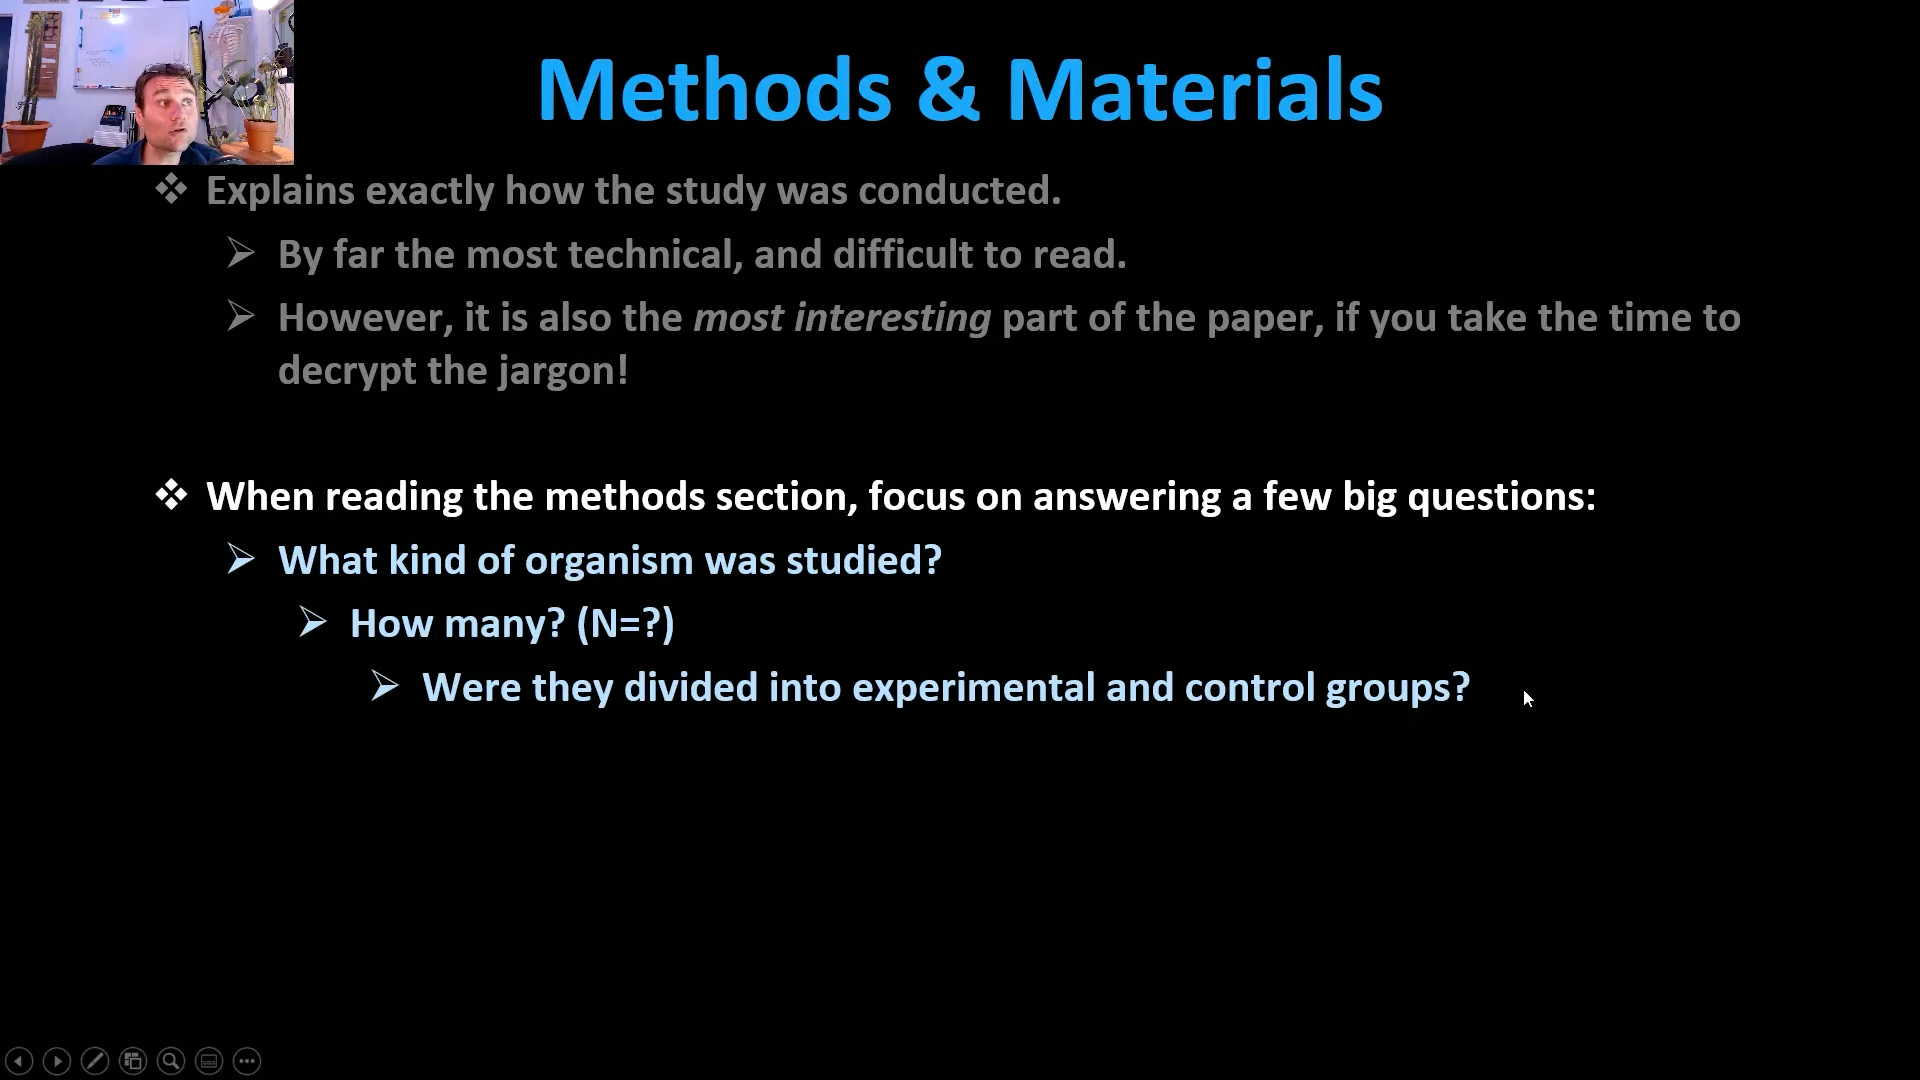 Methods & Materials
Explains exactly how the study was conducted.
By far the most technical, and difficult to read.
However, it is also the most interesting part of the paper, if you take the time to
decrypt the jargon!
When reading the methods section, focus on answering a few big questions:
What kind of organism was studied?
How many? (N=?)
Were they divided into experimental and control groups?